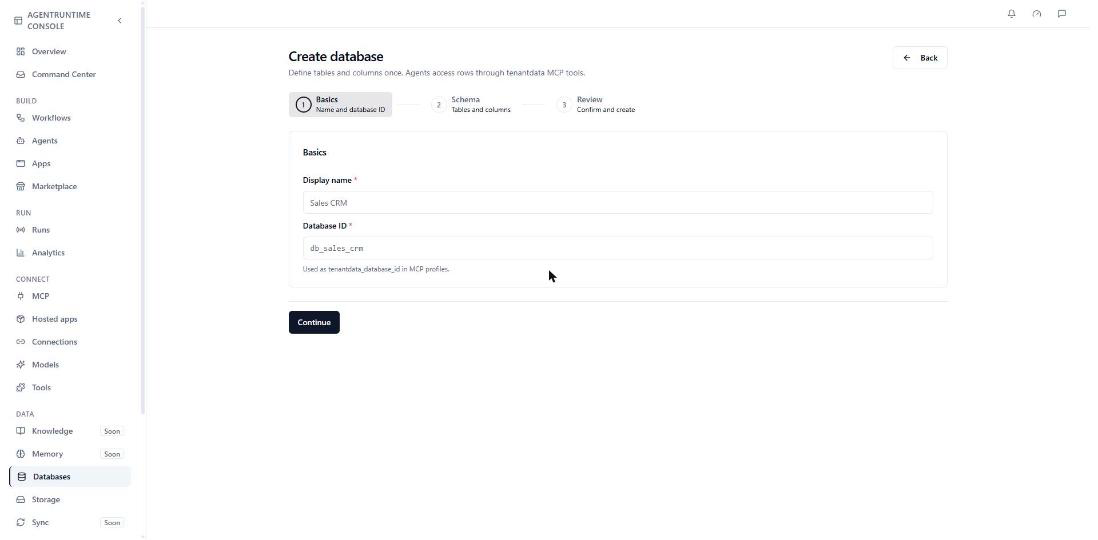 AGENTRUNTIME
CONSOLE
Overview
Command Center
BUILD
Workflows
Agents
Apps
Marketplace
RUN
Runs
Analytics
CONNECT
MCP
Hosted apps
Connections
Models
Tools
DATA
Knowledge Soon
Memory Soon
Databases
Storage
Sync Soon
Create database
Define tables and columns once. Agents access rows through tenantdata MCP tools.
Back
1 Basics
Name and database ID
2 Schema
Tables and columns
3 Review
Confirm and create
Basics
Display name *
Sales CRM
Database ID *
db_sales_crm
Used as tenantdata_database_id in MCP profiles.
Continue